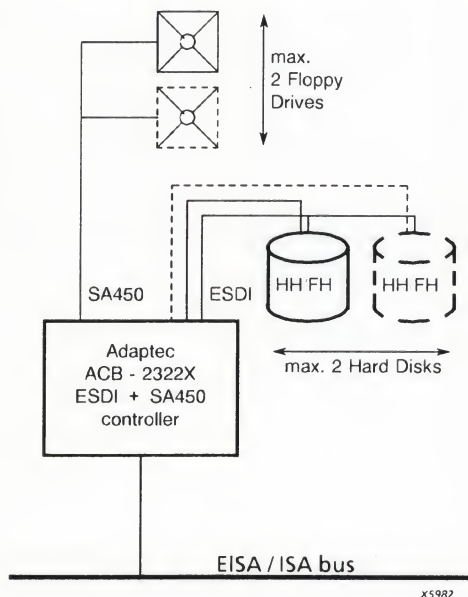 max.
2 Floppy
Drives
SA450
ESDI
HH FH
HH FH
max. 2 Hard Disks
Adaptec
ACB - 2322X
ESDI + SA450
controller
EISA / ISA bus
X5982